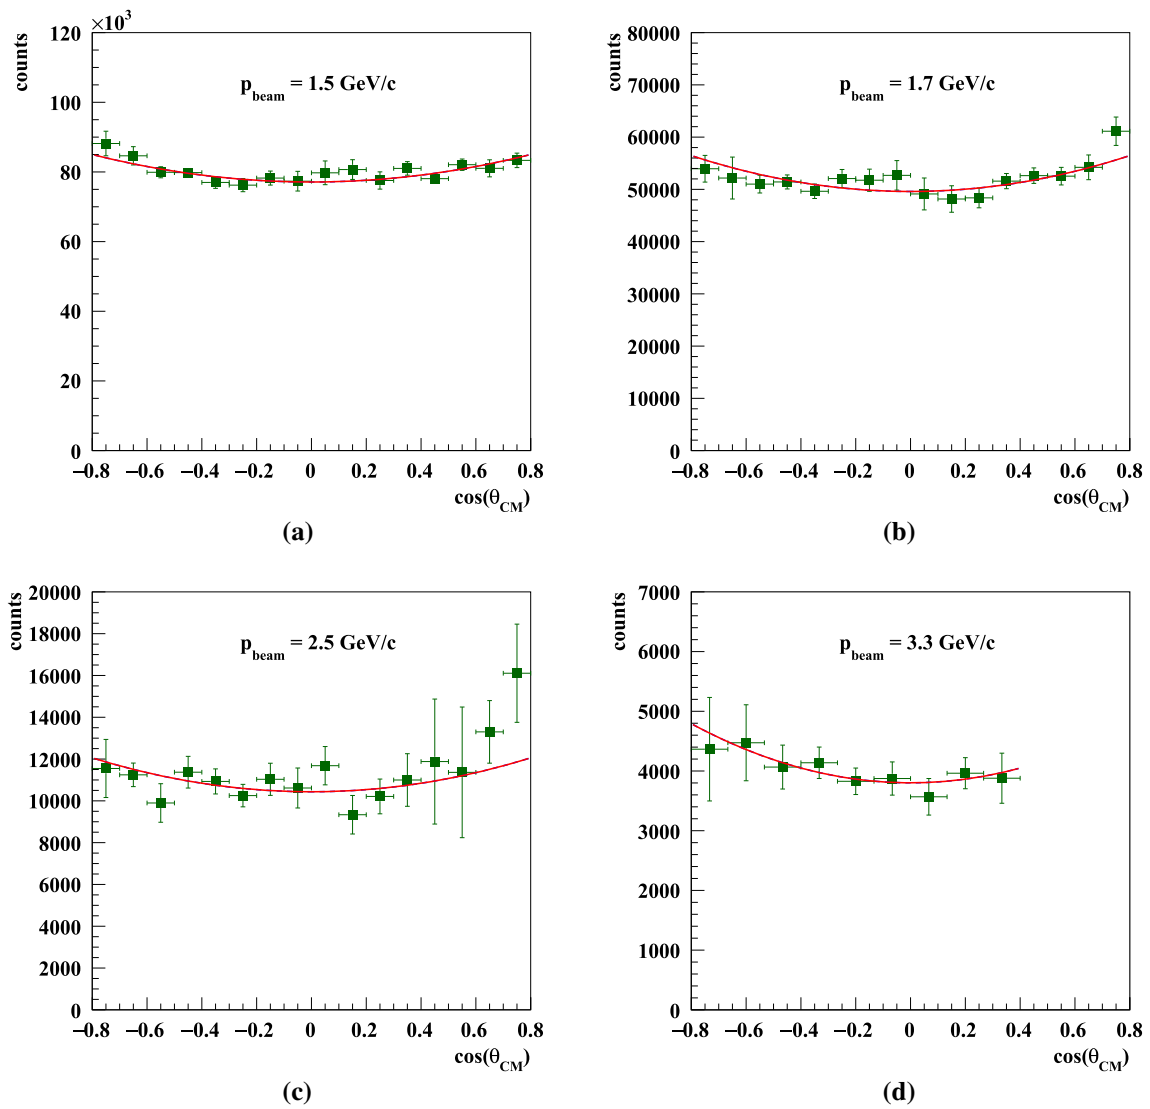 ×10³
counts
120
100
80
60
40
20
0
p_beam = 1.5 GeV/c
−0.8 −0.6 −0.4 −0.2 0 0.2 0.4 0.6 0.8
cos(θ_CM)
(a)
counts
80000
70000
60000
50000
40000
30000
20000
10000
0
p_beam = 1.7 GeV/c
−0.8 −0.6 −0.4 −0.2 0 0.2 0.4 0.6 0.8
cos(θ_CM)
(b)
counts
20000
18000
16000
14000
12000
10000
8000
6000
4000
2000
0
p_beam = 2.5 GeV/c
−0.8 −0.6 −0.4 −0.2 0 0.2 0.4 0.6 0.8
cos(θ_CM)
(c)
counts
7000
6000
5000
4000
3000
2000
1000
0
p_beam = 3.3 GeV/c
−0.8 −0.6 −0.4 −0.2 0 0.2 0.4 0.6 0.8
cos(θ_CM)
(d)